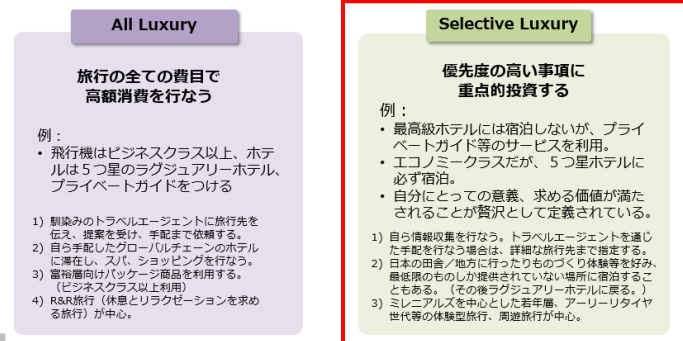 All Luxury
旅行の全ての費目で
高額消費を行なう
例：
• 飛行機はビジネスクラス以上、ホテ
ルは５つ星のラグジュアリーホテル、
プライベートガイドをつける
1) 馴染みのトラベルエージェントに旅行先を
伝え、提案を受け、手配まで依頼する。
2) 自ら手配したグローバルチェーンのホテル
に滞在し、スパ、ショッピングを行なう。
3) 富裕層向けパッケージ商品を利用する。
（ビジネスクラス以上利用）
4) R&R旅行（休息とリラクゼーションを求め
る旅行）が中心。
Selective Luxury
優先度の高い事項に
重点的投資する
例：
• 最高級ホテルには宿泊しないが、プライ
ベートガイド等のサービスを利用。
• エコノミークラスだが、５つ星ホテルに
必ず宿泊。
• 自分にとっての意義、求める価値が満た
されることが贅沢として定義されている。
1) 自ら情報収集を行なう。トラベルエージェントを通じ
た手配を行なう場合は、詳細な旅行先まで指定する。
2) 日本の田舎／地方に行ったりものづくり体験等を好み、
最低限のものしか提供されていない場所に宿泊するこ
ともある。（その後ラグジュアリーホテルに戻る。）
3) ミレニアルズを中心とした若年層、アーリーリタイヤ
世代等の体験型旅行、周遊旅行が中心。